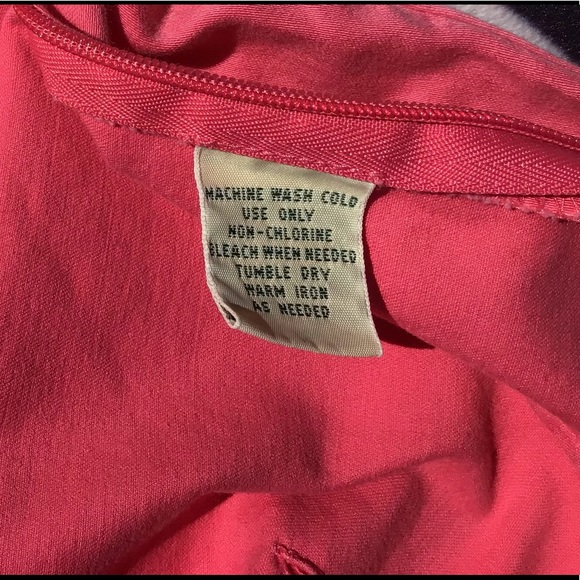 MACHINE WASH COLD
USE ONLY
NON-CHLORINE
BLEACH WHEN NEEDED
TUMBLE DRY
WARM IRON
AS NEEDED